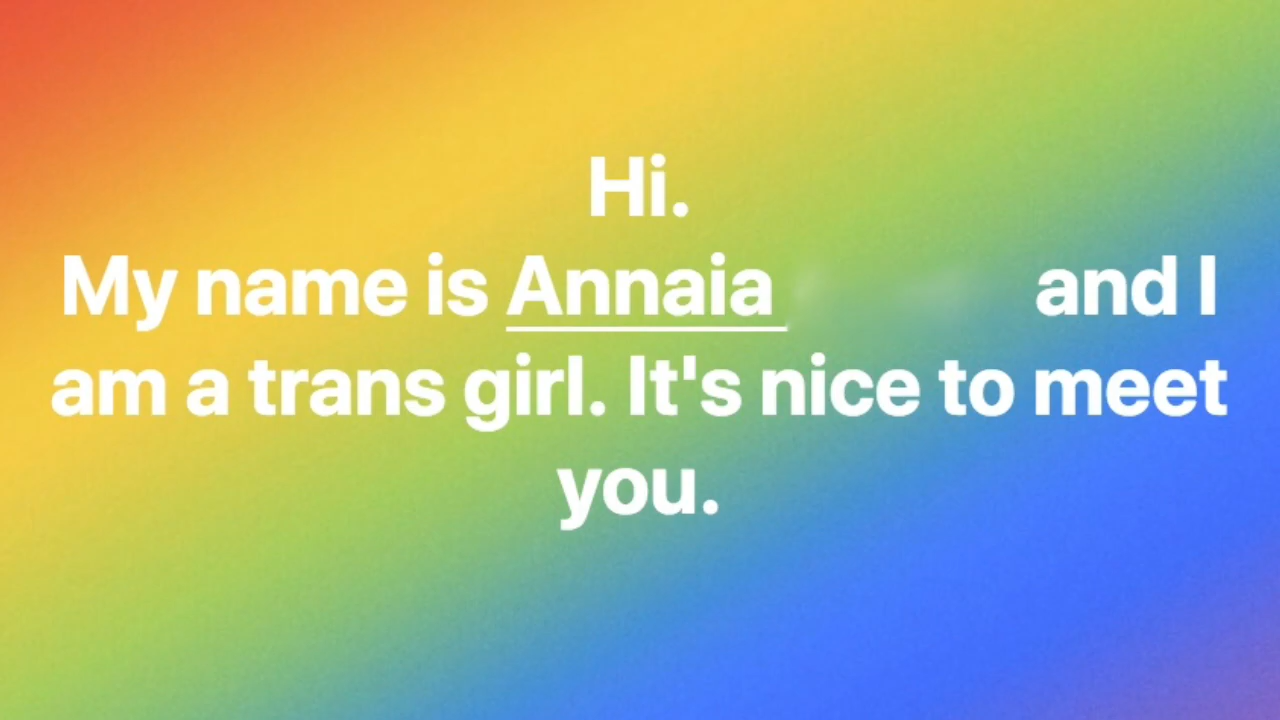 Hi.
My name is Annaia and I
am a trans girl. It's nice to meet
you.